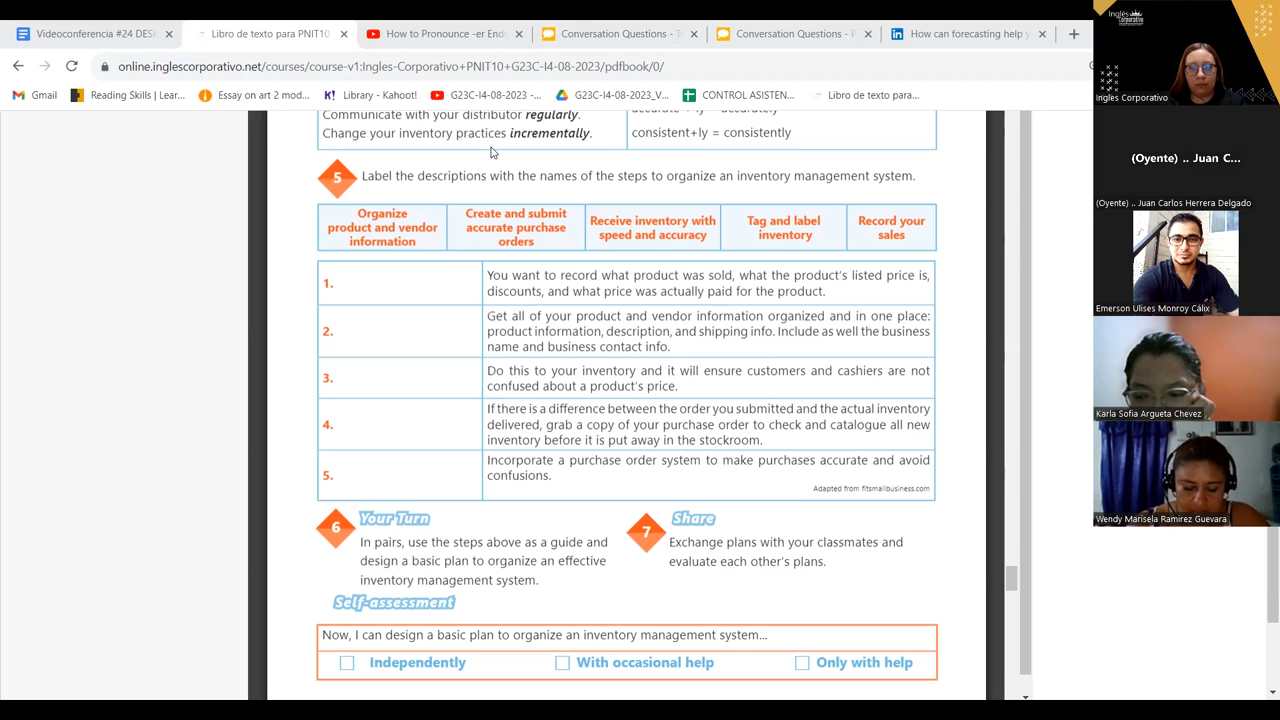 Videoconferencia #24 DESI
Libro de texto para PNIT10
How to Pronounce -er Endi
Conversation Questions - T
Conversation Questions - P
How can forecasting help y
online.inglescorporativo.net/courses/course-v1:Ingles-Corporativo+PNIT10+G23C-I4-08-2023/pdfbook/0/
Gmail
Reading Skills | Lear...
Essay on art 2 mod...
Library - Kahoot!
G23C-I4-08-2023 -...
G23C-I4-08-2023_V...
CONTROL ASISTEN...
Libro de texto para...
Communicate with your distributor regularly.
Change your inventory practices incrementally.
accurate+ly = accurately
consistent+ly = consistently
5 Label the descriptions with the names of the steps to organize an inventory management system.
Organize
product and vendor
information
Create and submit
accurate purchase
orders
Receive inventory with
speed and accuracy
Tag and label
inventory
Record your
sales
1.
You want to record what product was sold, what the product's listed price is,
discounts, and what price was actually paid for the product.
2.
Get all of your product and vendor information organized and in one place:
product information, description, and shipping info. Include as well the business
name and business contact info.
3.
Do this to your inventory and it will ensure customers and cashiers are not
confused about a product's price.
4.
If there is a difference between the order you submitted and the actual inventory
delivered, grab a copy of your purchase order to check and catalogue all new
inventory before it is put away in the stockroom.
5.
Incorporate a purchase order system to make purchases accurate and avoid
confusions.
Adapted from fitsmallbusiness.com
6 Your Turn
In pairs, use the steps above as a guide and
design a basic plan to organize an effective
inventory management system.
7 Share
Exchange plans with your classmates and
evaluate each other's plans.
Self-assessment
Now, I can design a basic plan to organize an inventory management system...
Independently
With occasional help
Only with help
Inglés
Corporativo
Ingles Corporativo
(Oyente) .. Juan C...
(Oyente) .. Juan Carlos Herrera Delgado
Emerson Ulises Monroy Cálix
Karla Sofia Argueta Chevez
Wendy Marisela Ramirez Guevara